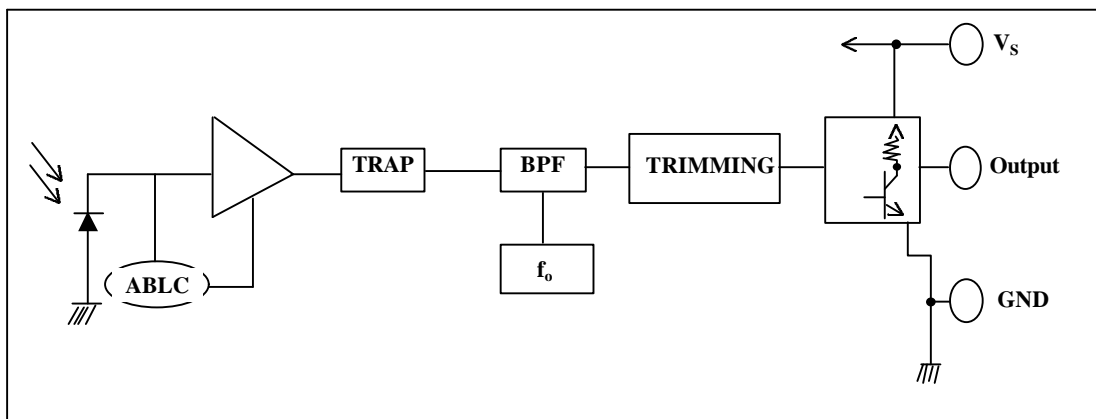 V_S
TRAP
BPF
TRIMMING
Output
ABLC
f_o
GND